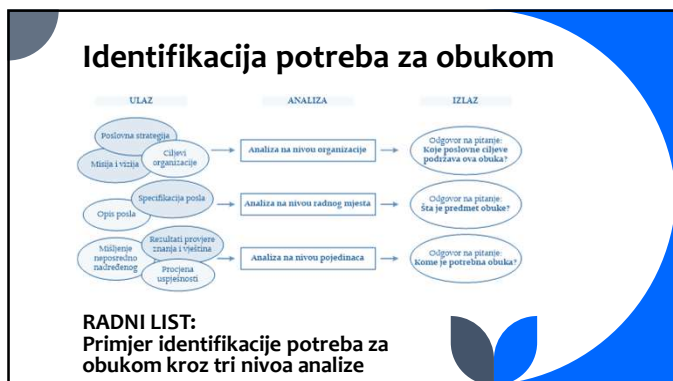 Identifikacija potreba za obukom
ULAZ
ANALIZA
IZLAZ
Poslovna strategija
Misija i vizija
Ciljevi
organizacije
Analiza na nivou organizacije
Odgovor na pitanje:
Koje poslovne ciljeve
podržava ova obuka?
Specifikacija posla
Opis posla
Analiza na nivou radnog mjesta
Odgovor na pitanje:
Šta je predmet obuke?
Mišljenje
neposredno
nadređenog
Rezultati provjere
znanja i vještina
Procjena
uspješnosti
Analiza na nivou pojedinaca
Odgovor na pitanje:
Kome je potrebna obuka?
RADNI LIST:
Primjer identifikacije potreba za
obukom kroz tri nivoa analize